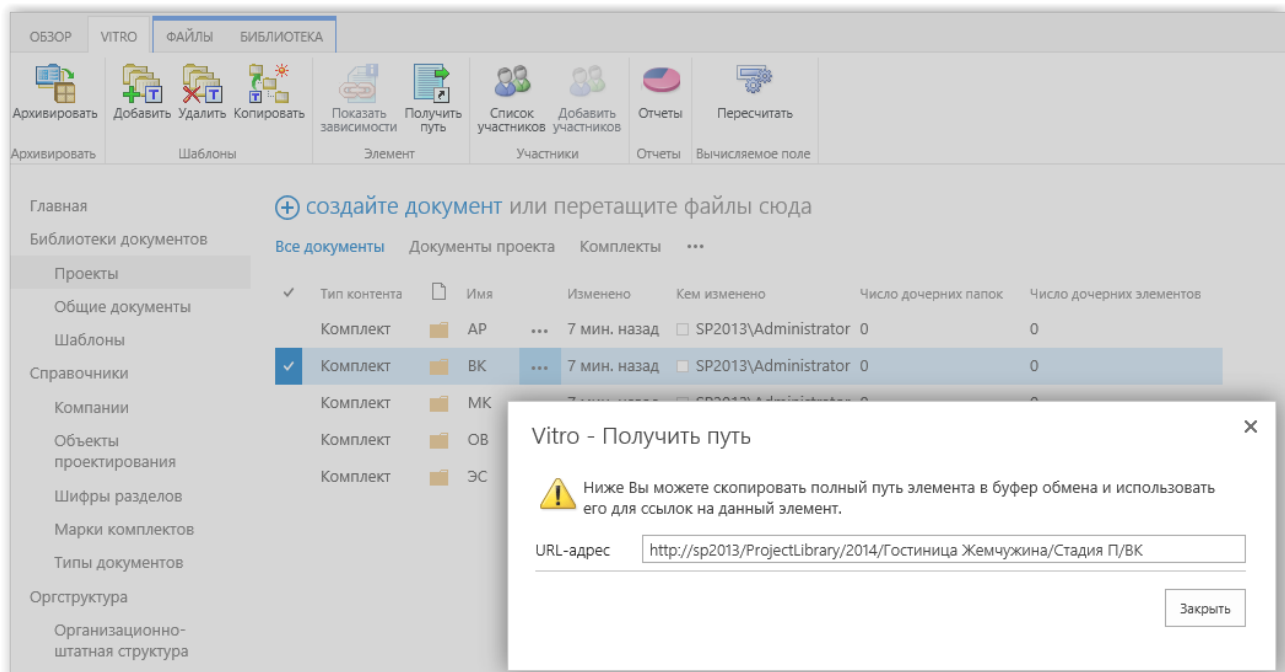 ОБЗОР VITRO ФАЙЛЫ БИБЛИОТЕКА
Архивировать Добавить Удалить Копировать Показать зависимости Получить путь Список участников Добавить участников Отчеты Пересчитать
Архивировать Шаблоны Элемент Участники Отчеты Вычисляемое поле
Главная
Библиотеки документов
Проекты
Общие документы
Шаблоны
Справочники
Компании
Объекты
проектирования
Шифры разделов
Марки комплектов
Типы документов
Оргструктура
Организационно-
штатная структура
создайте документ или перетащите файлы сюда
Все документы Документы проекта Комплекты •••
Тип контента Имя Изменено Кем изменено Число дочерних папок Число дочерних элементов
Комплект АР ••• 7 мин. назад SP2013\Administrator 0 0
Комплект ВК ••• 7 мин. назад SP2013\Administrator 0 0
Комплект МК
Комплект ОВ
Комплект ЭС
Vitro - Получить путь
Ниже Вы можете скопировать полный путь элемента в буфер обмена и использовать
его для ссылок на данный элемент.
URL-адрес http://sp2013/ProjectLibrary/2014/Гостиница Жемчужина/Стадия П/ВК
Закрыть